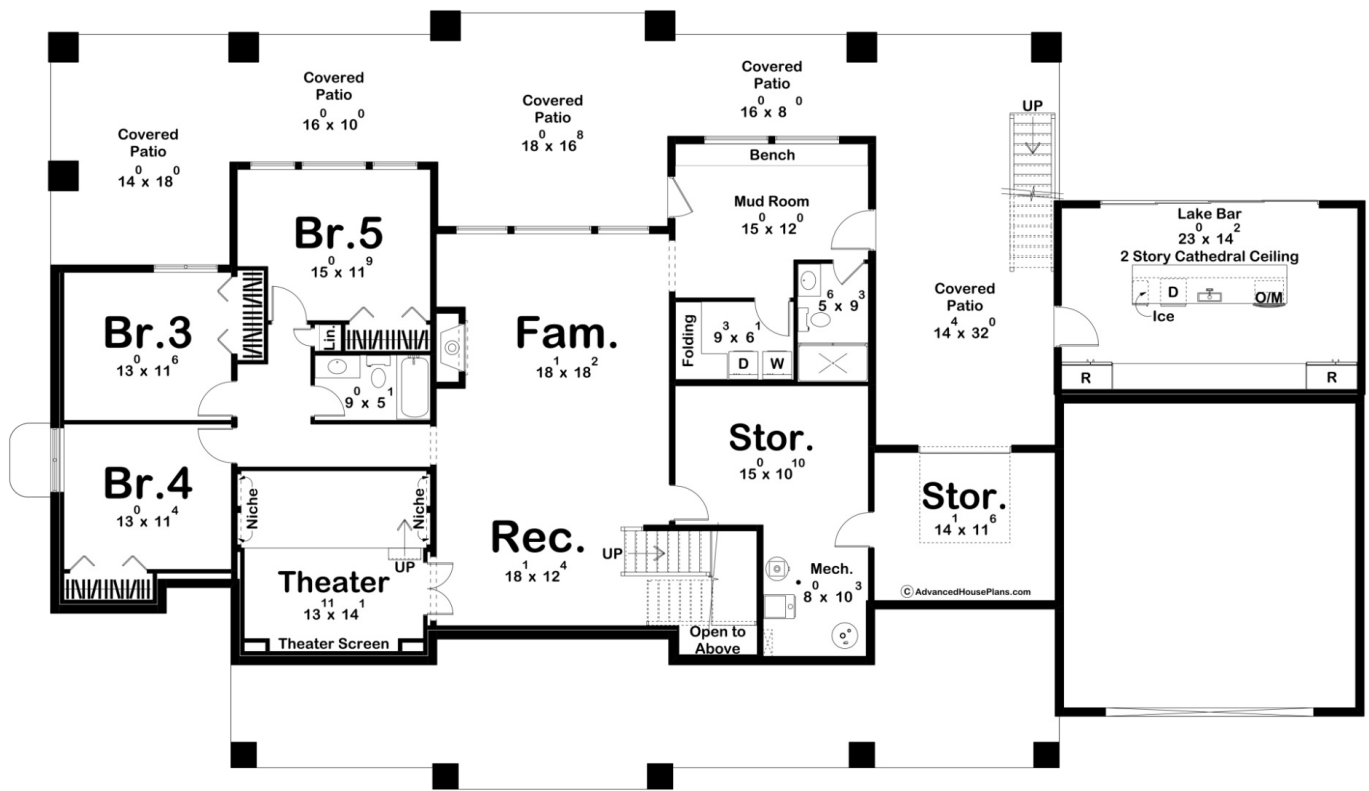 Covered
Patio
14⁰ x 18⁰
Covered
Patio
16⁰ x 10⁰
Covered
Patio
18⁰ x 16⁸
Covered
Patio
16⁰ x 8⁰
UP
Bench
Mud Room
15⁰ x 12⁰
Br.5
15⁰ x 11⁹
Lake Bar
23⁰ x 14²
2 Story Cathedral Ceiling
D
O/M
Ice
R
R
Covered
Patio
14⁴ x 32⁰
Br.3
13⁰ x 11⁶
Lin.
9⁰ x 5¹
Fam.
18¹ x 18²
Folding
9³ x 6¹
D
W
5⁶ x 9³
Br.4
13⁰ x 11⁴
Niche
Niche
UP
Theater
13¹¹ x 14¹
Theater Screen
Rec.
18¹ x 12⁴
UP
Open to
Above
Stor.
15⁰ x 10¹⁰
Mech.
8⁰ x 10³
Stor.
14¹ x 11⁶
© AdvancedHousePlans.com